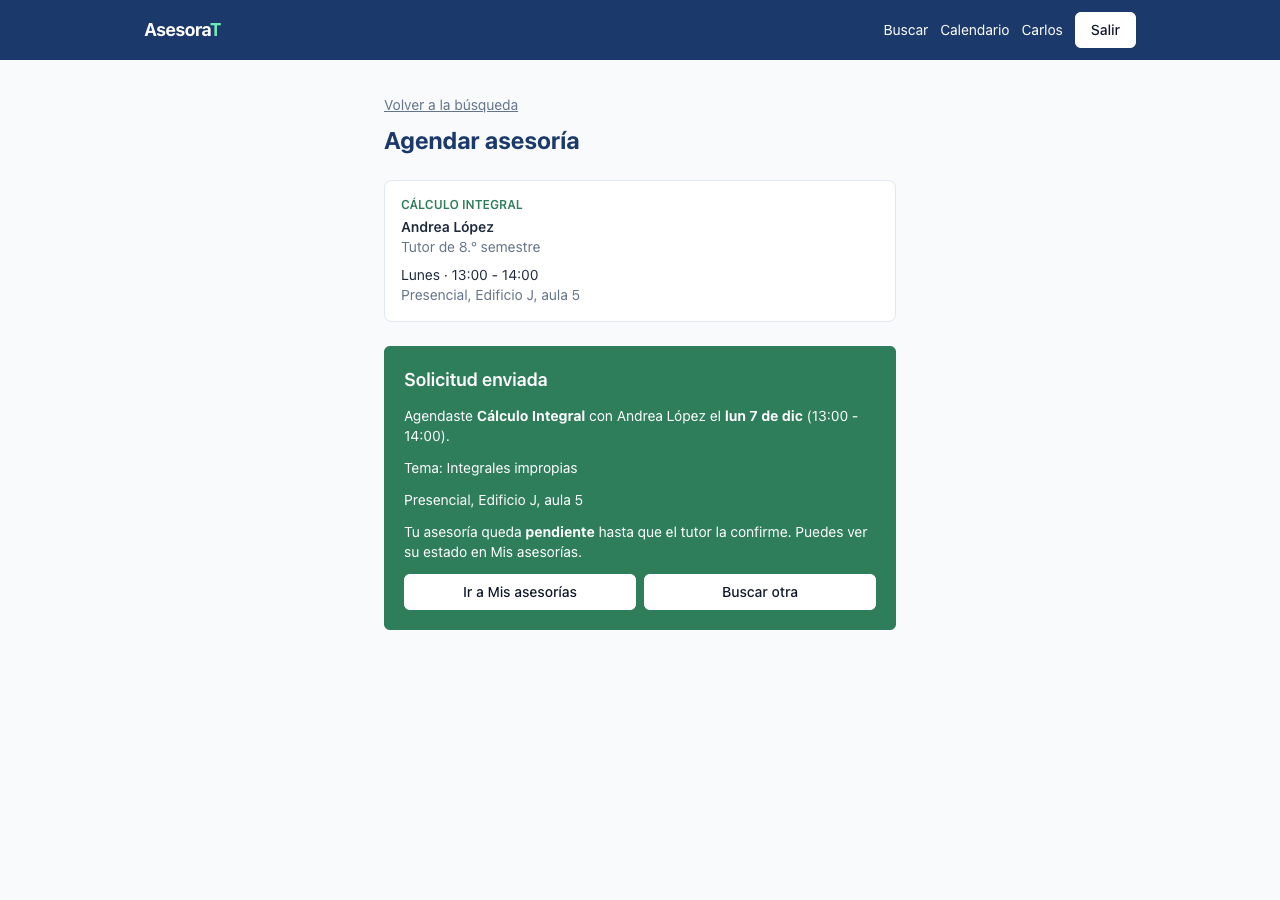 AsesoraT
Buscar
Calendario
Carlos
Salir
Volver a la búsqueda
Agendar asesoría
CÁLCULO INTEGRAL
Andrea López
Tutor de 8.º semestre
Lunes · 13:00 - 14:00
Presencial, Edificio J, aula 5
Solicitud enviada
Agendaste Cálculo Integral con Andrea López el lun 7 de dic (13:00 -
14:00).
Tema: Integrales impropias
Presencial, Edificio J, aula 5
Tu asesoría queda pendiente hasta que el tutor la confirme. Puedes ver
su estado en Mis asesorías.
Ir a Mis asesorías
Buscar otra